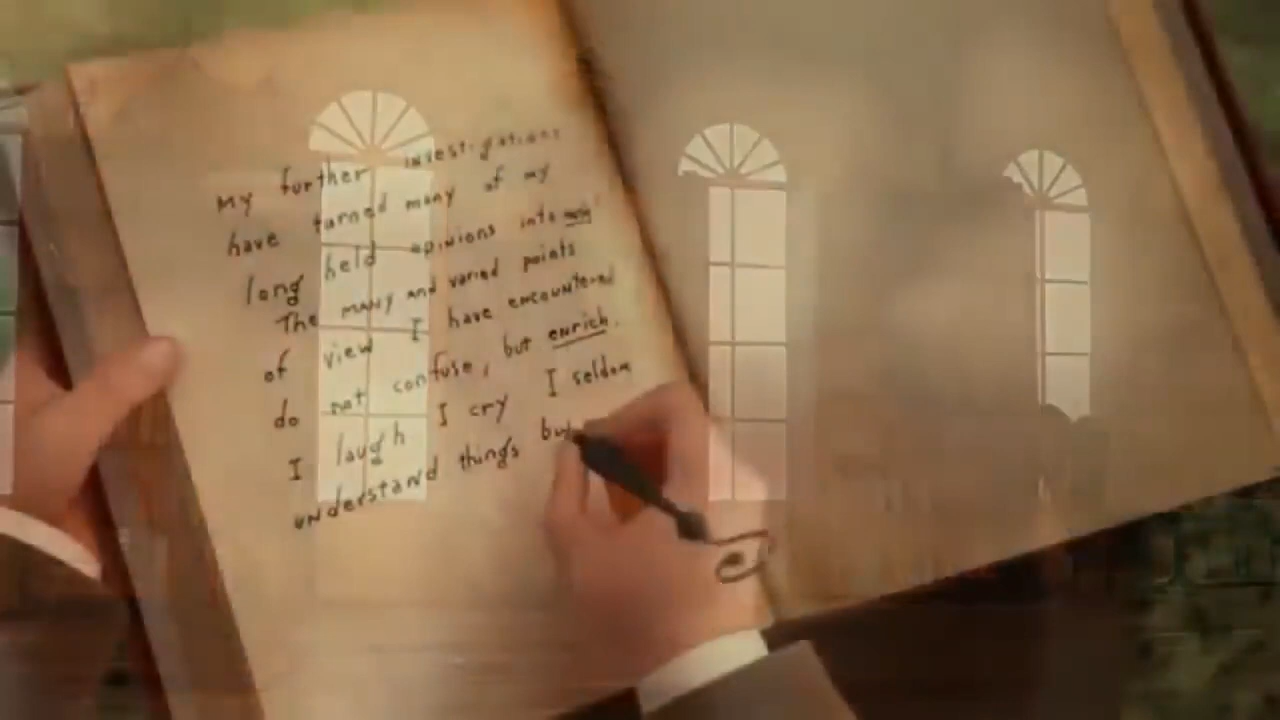 My further investigations
have turned many of my
long held opinions into
The many and varied points
of view I have encountered
do not confuse, but enrich.
I laugh I cry I seldom
understand things but